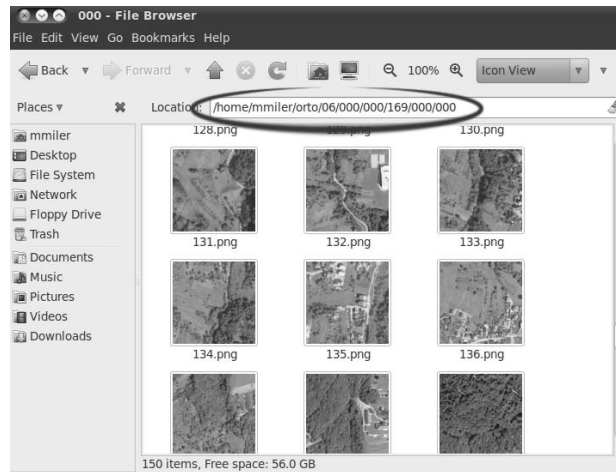 000 - File Browser
File Edit View Go Bookmarks Help
Back Forward 100% Icon View
Places Location: /home/mmiler/orto/06/000/000/169/000/000
mmiler
Desktop
File System
Network
Floppy Drive
Trash
Documents
Music
Pictures
Videos
Downloads
128.png 129.png 130.png
131.png 132.png 133.png
134.png 135.png 136.png
150 items, Free space: 56.0 GB